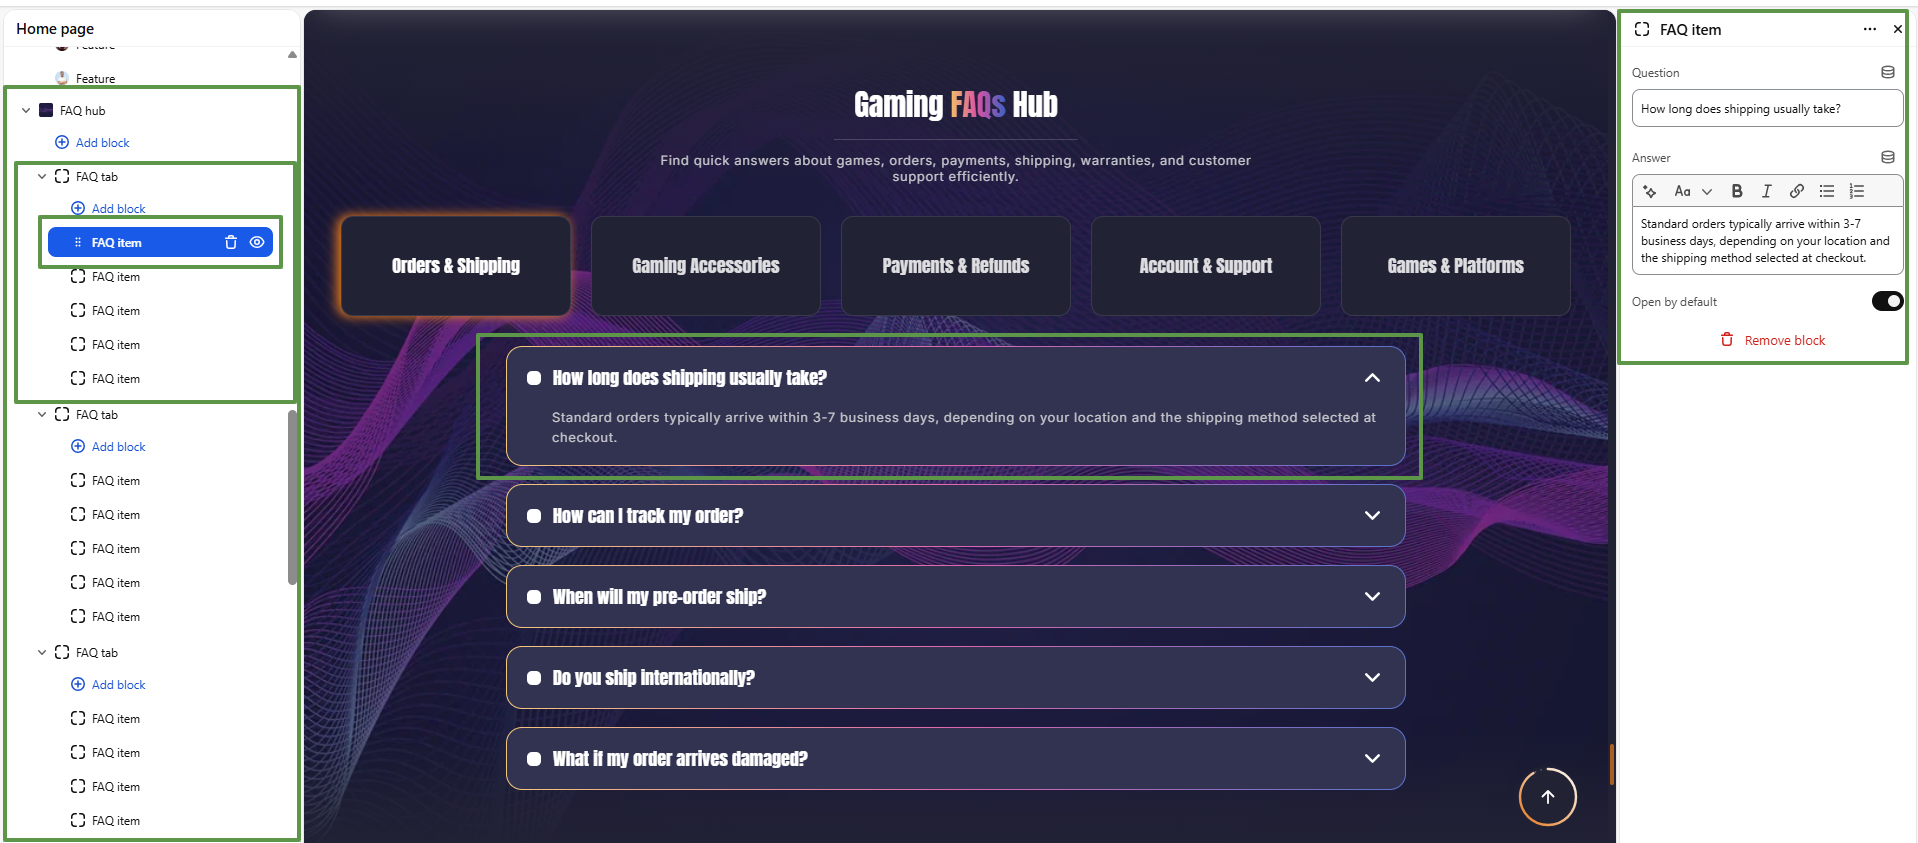 Home page
Feature
Feature
FAQ hub
Add block
FAQ tab
Add block
FAQ item
FAQ item
FAQ item
FAQ item
FAQ item
FAQ tab
Add block
FAQ item
FAQ item
FAQ item
FAQ item
FAQ item
FAQ tab
Add block
FAQ item
FAQ item
FAQ item
FAQ item
Gaming FAQs Hub
Find quick answers about games, orders, payments, shipping, warranties, and customer
support efficiently.
Orders & Shipping
Gaming Accessories
Payments & Refunds
Account & Support
Games & Platforms
How long does shipping usually take?
Standard orders typically arrive within 3-7 business days, depending on your location and the shipping method selected at
checkout.
How can I track my order?
When will my pre-order ship?
Do you ship internationally?
What if my order arrives damaged?
FAQ item
Question
How long does shipping usually take?
Answer
Aa B I
Standard orders typically arrive within 3-7
business days, depending on your location and
the shipping method selected at checkout.
Open by default
Remove block